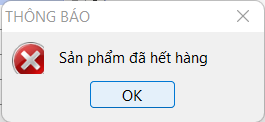 THÔNG BÁO
Sản phẩm đã hết hàng
OK